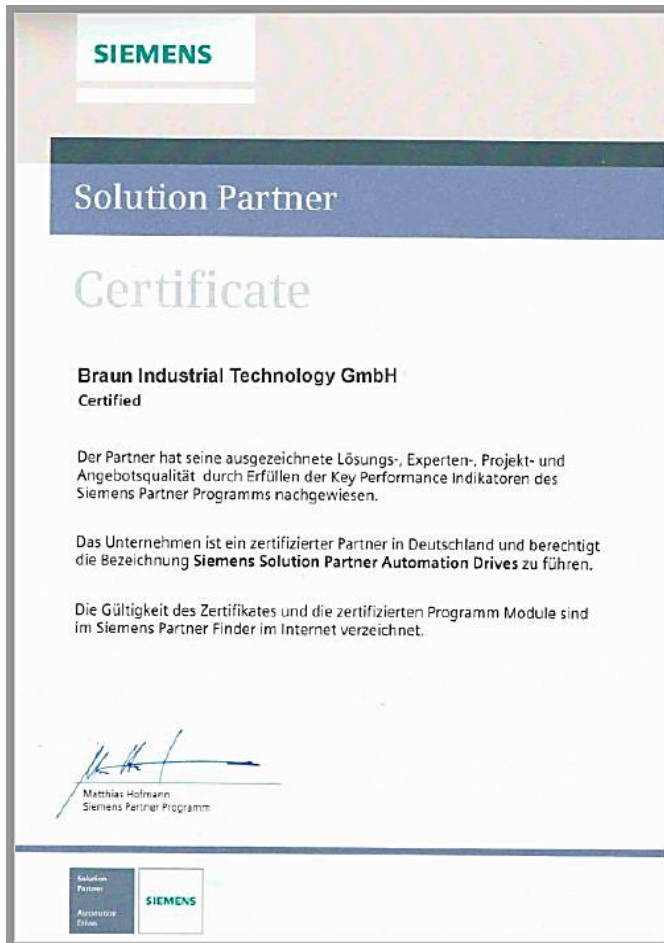 SIEMENS
Solution Partner
Certificate
Braun Industrial Technology GmbH
Certified
Der Partner hat seine ausgezeichnete Lösungs-, Experten-, Projekt- und
Angebotsqualität durch Erfüllen der Key Performance Indikatoren des
Siemens Partner Programms nachgewiesen.
Das Unternehmen ist ein zertifizierter Partner in Deutschland und berechtigt
die Bezeichnung Siemens Solution Partner Automation Drives zu führen.
Die Gültigkeit des Zertifikates und die zertifizierten Programm Module sind
im Siemens Partner Finder im Internet verzeichnet.
Matthias Hofmann
Siemens Partner Programm
Solution
Partner
Automation
Drives
SIEMENS